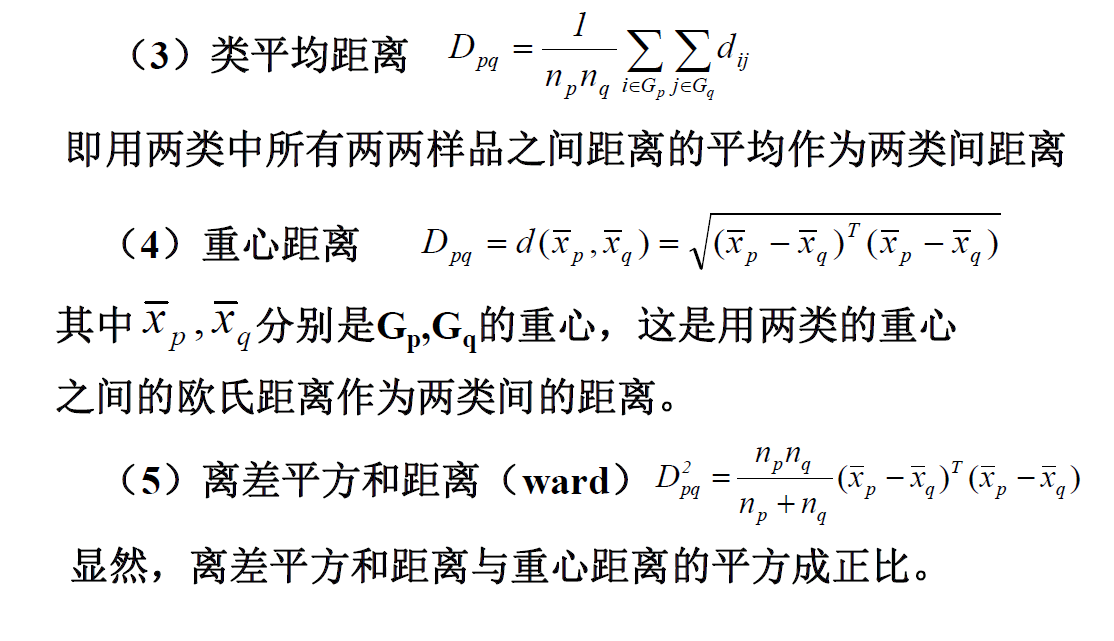 （3）类平均距离 $D_{pq} = \frac{1}{n_p n_q} \sum_{i \in G_p} \sum_{j \in G_q} d_{ij}$
即用两类中所有两两样品之间距离的平均作为两类间距离
（4）重心距离 $D_{pq} = d(\overline{x}_p, \overline{x}_q) = \sqrt{(\overline{x}_p - \overline{x}_q)^T (\overline{x}_p - \overline{x}_q)}$
其中 $\overline{x}_p, \overline{x}_q$ 分别是$G_p$,$G_q$的重心，这是用两类的重心
之间的欧氏距离作为两类间的距离。
（5）离差平方和距离（ward）$D_{pq}^2 = \frac{n_p n_q}{n_p + n_q} (\overline{x}_p - \overline{x}_q)^T (\overline{x}_p - \overline{x}_q)$
显然，离差平方和距离与重心距离的平方成正比。